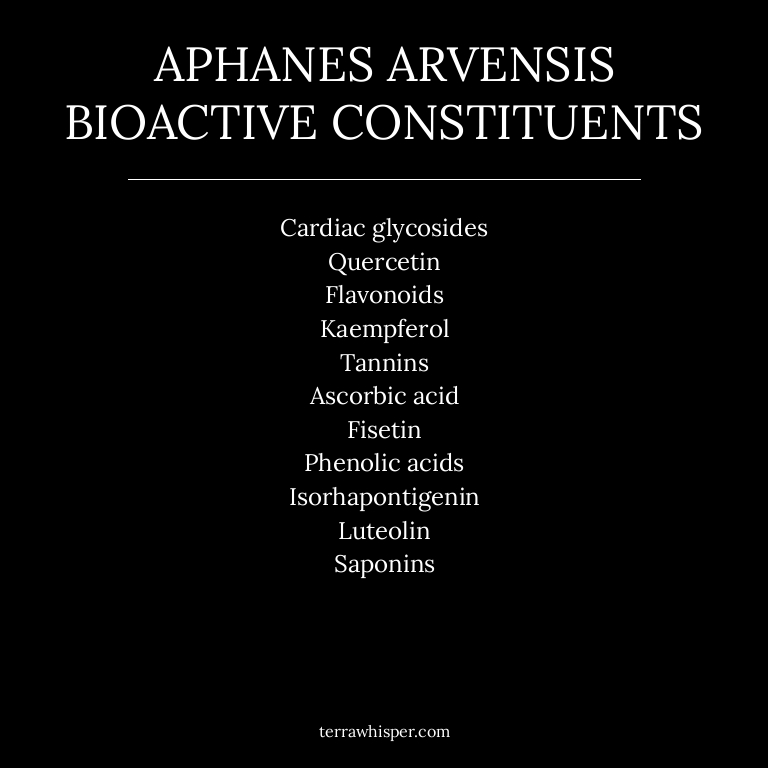 APHANES ARVENSIS
BIOACTIVE CONSTITUENTS
Cardiac glycosides
Quercetin
Flavonoids
Kaempferol
Tannins
Ascorbic acid
Fisetin
Phenolic acids
Isorhapontigenin
Luteolin
Saponins
terrawhisper.com